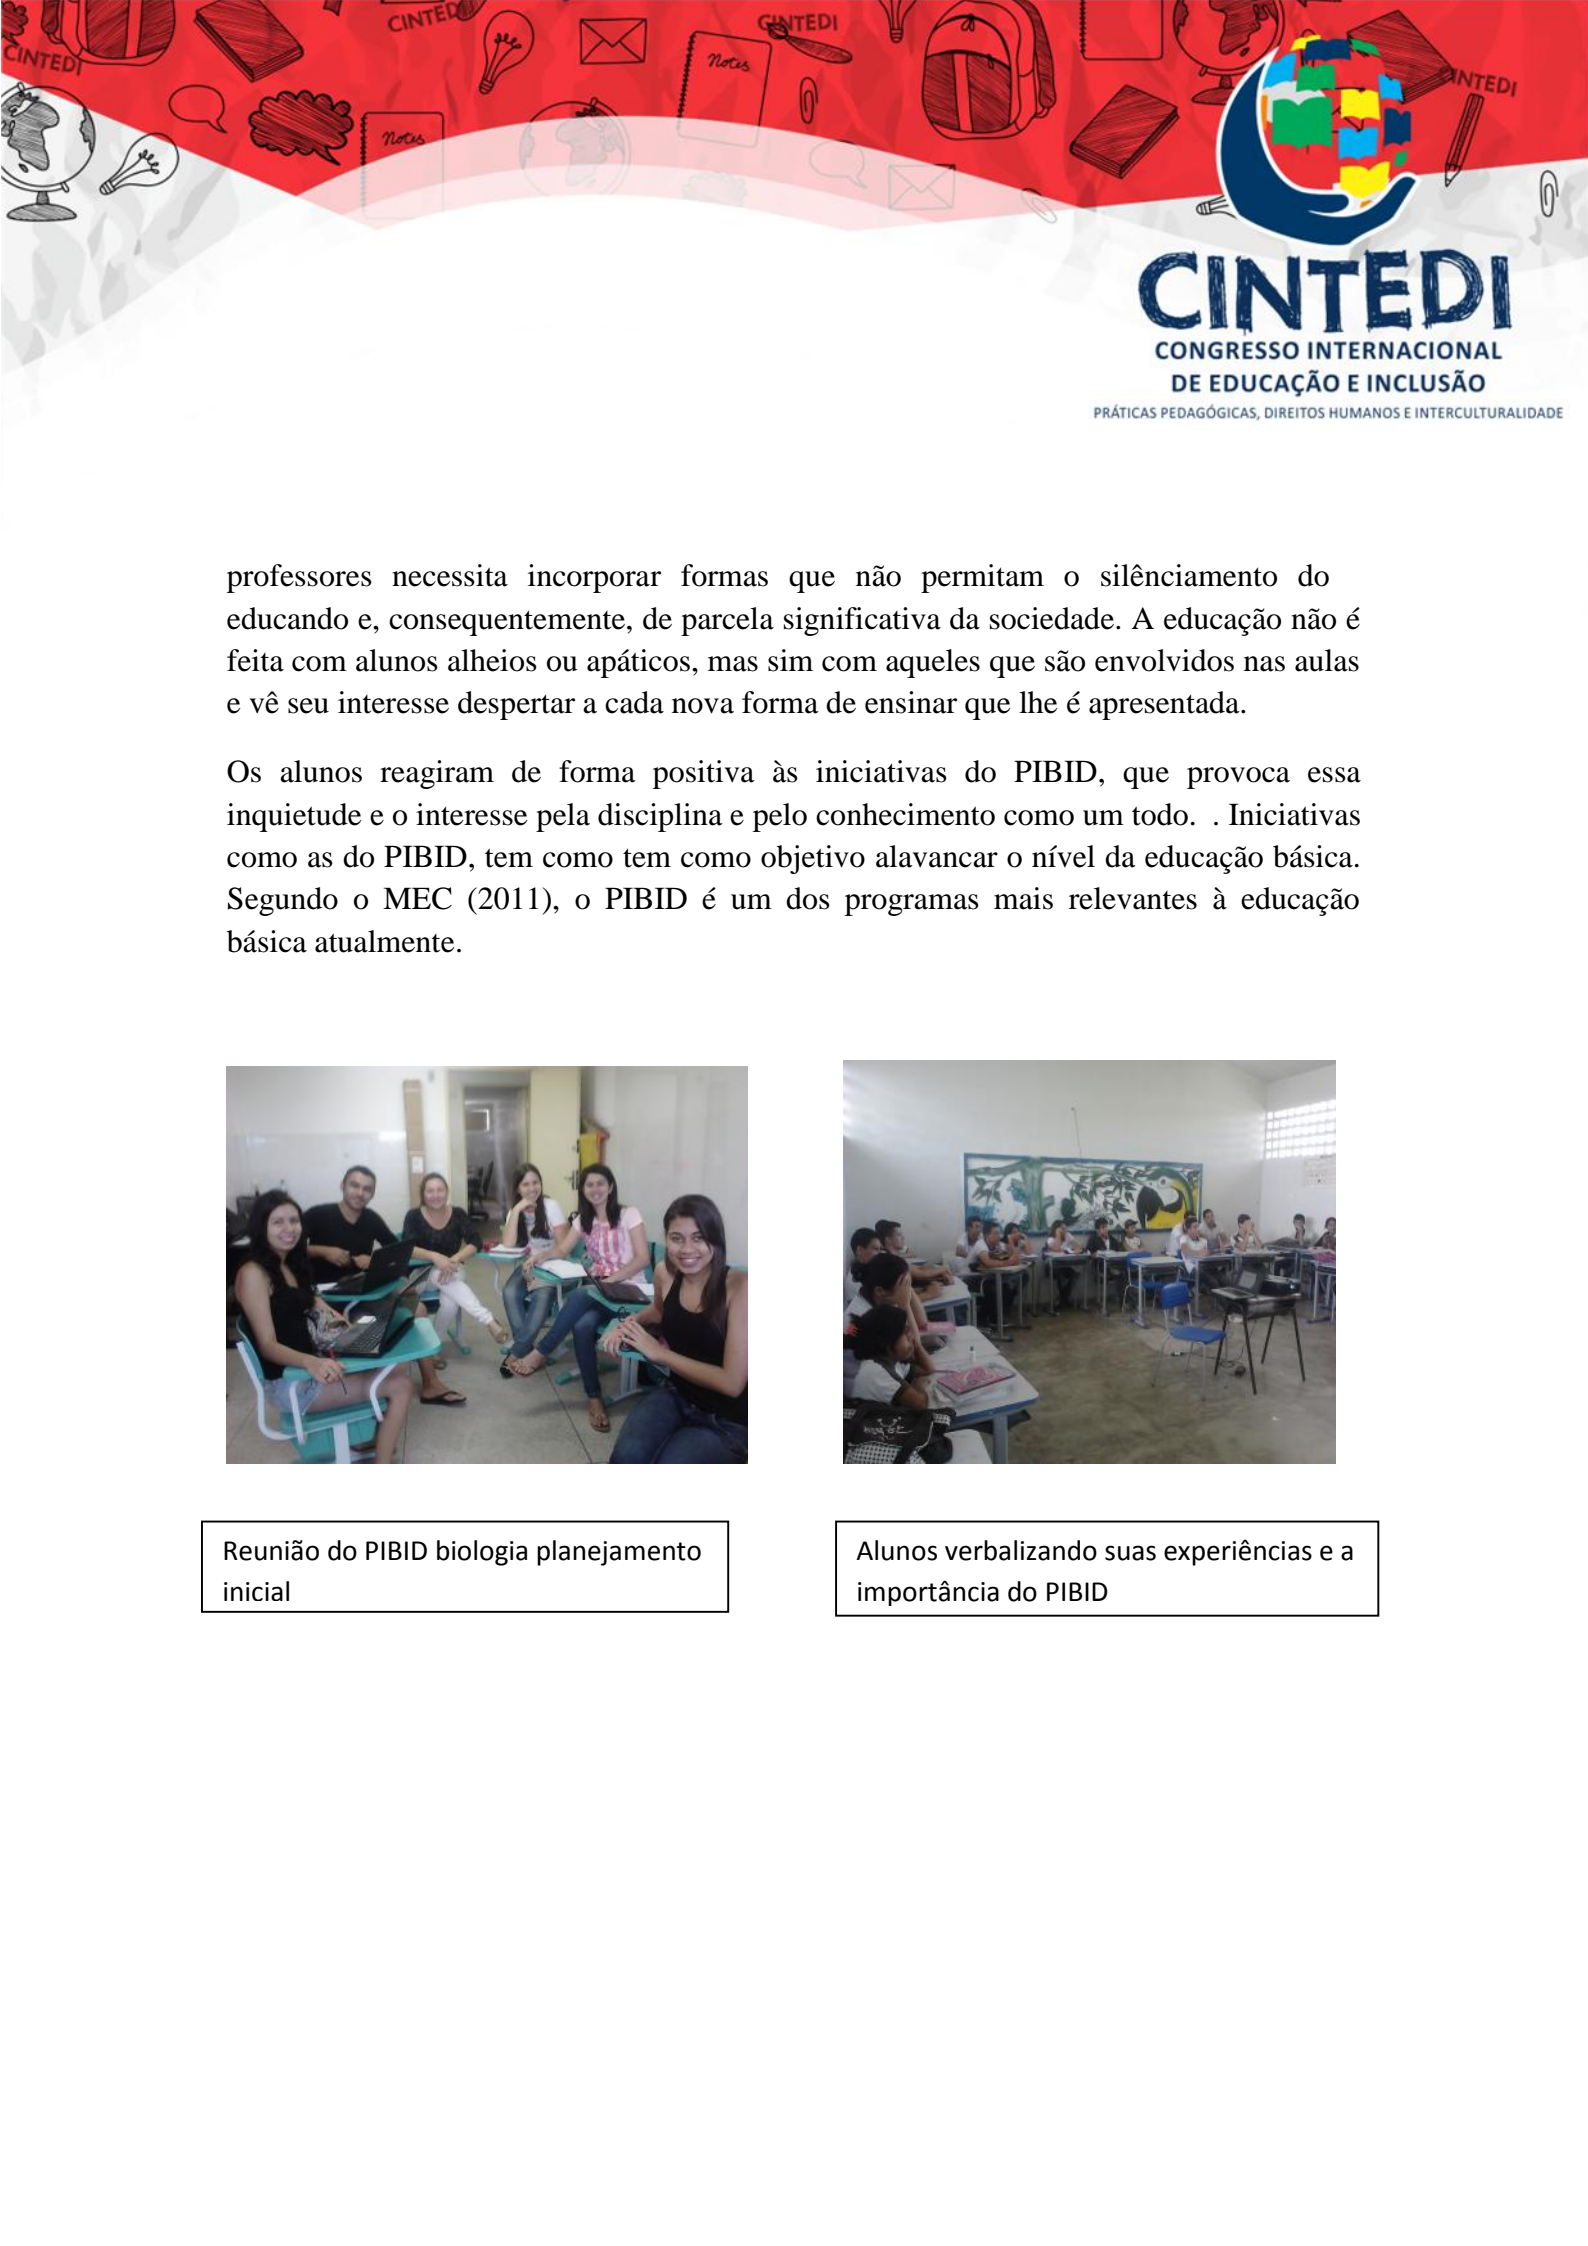 CINTEDI
CINTEDI
CINTEDI
Notes
INTEDI
Notes
CINTEDI
CONGRESSO INTERNACIONAL
DE EDUCAÇÃO E INCLUSÃO
PRÁTICAS PEDAGÓGICAS, DIREITOS HUMANOS E INTERCULTURALIDADE
professores necessita incorporar formas que não permitam o silênciamento do
educando e, consequentemente, de parcela significativa da sociedade. A educação não é
feita com alunos alheios ou apáticos, mas sim com aqueles que são envolvidos nas aulas
e vê seu interesse despertar a cada nova forma de ensinar que lhe é apresentada.
Os alunos reagiram de forma positiva às iniciativas do PIBID, que provoca essa
inquietude e o interesse pela disciplina e pelo conhecimento como um todo. . Iniciativas
como as do PIBID, tem como tem como objetivo alavancar o nível da educação básica.
Segundo o MEC (2011), o PIBID é um dos programas mais relevantes à educação
básica atualmente.
Reunião do PIBID biologia planejamento
inicial
Alunos verbalizando suas experiências e a
importância do PIBID